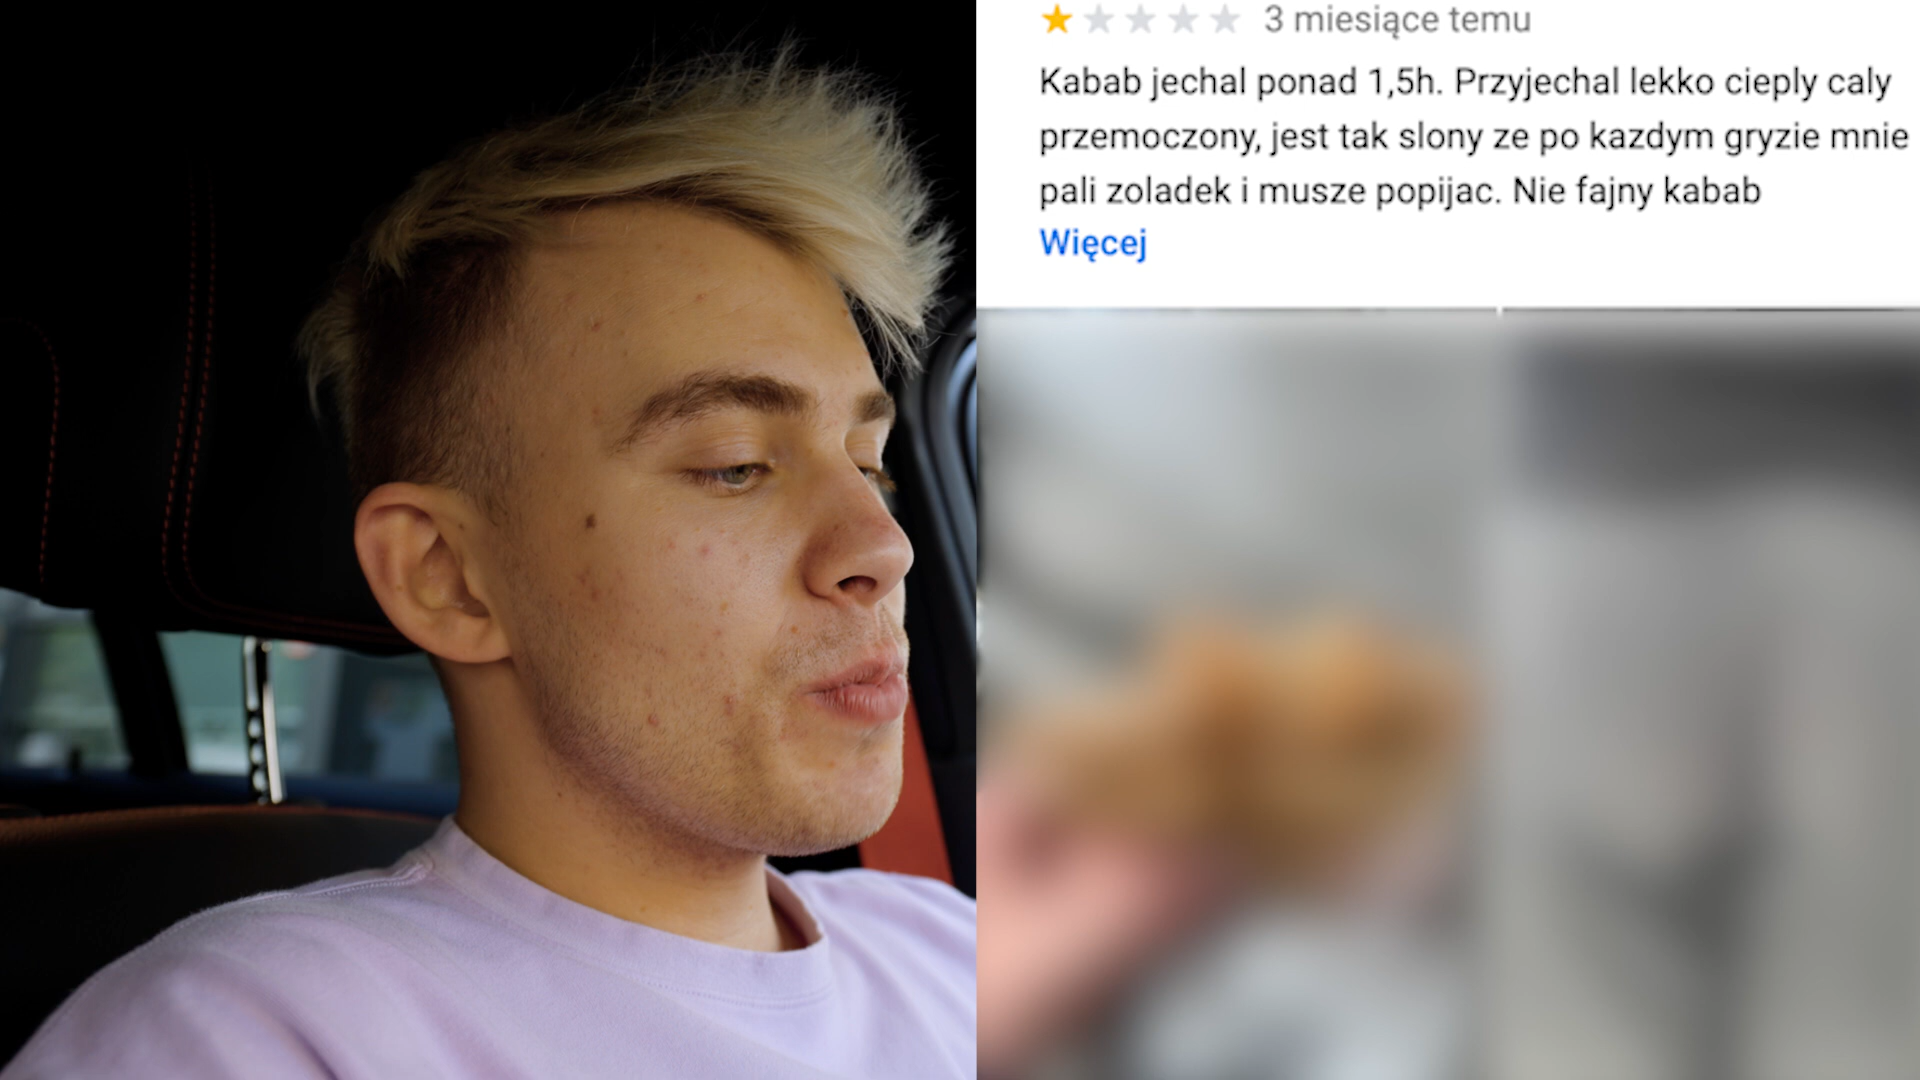 3 miesiące temu
Kabab jechal ponad 1,5h. Przyjechal lekko cieply caly
przemoczony, jest tak slony ze po kazdym gryzie mnie
pali zoladek i musze popijac. Nie fajny kabab
Więcej